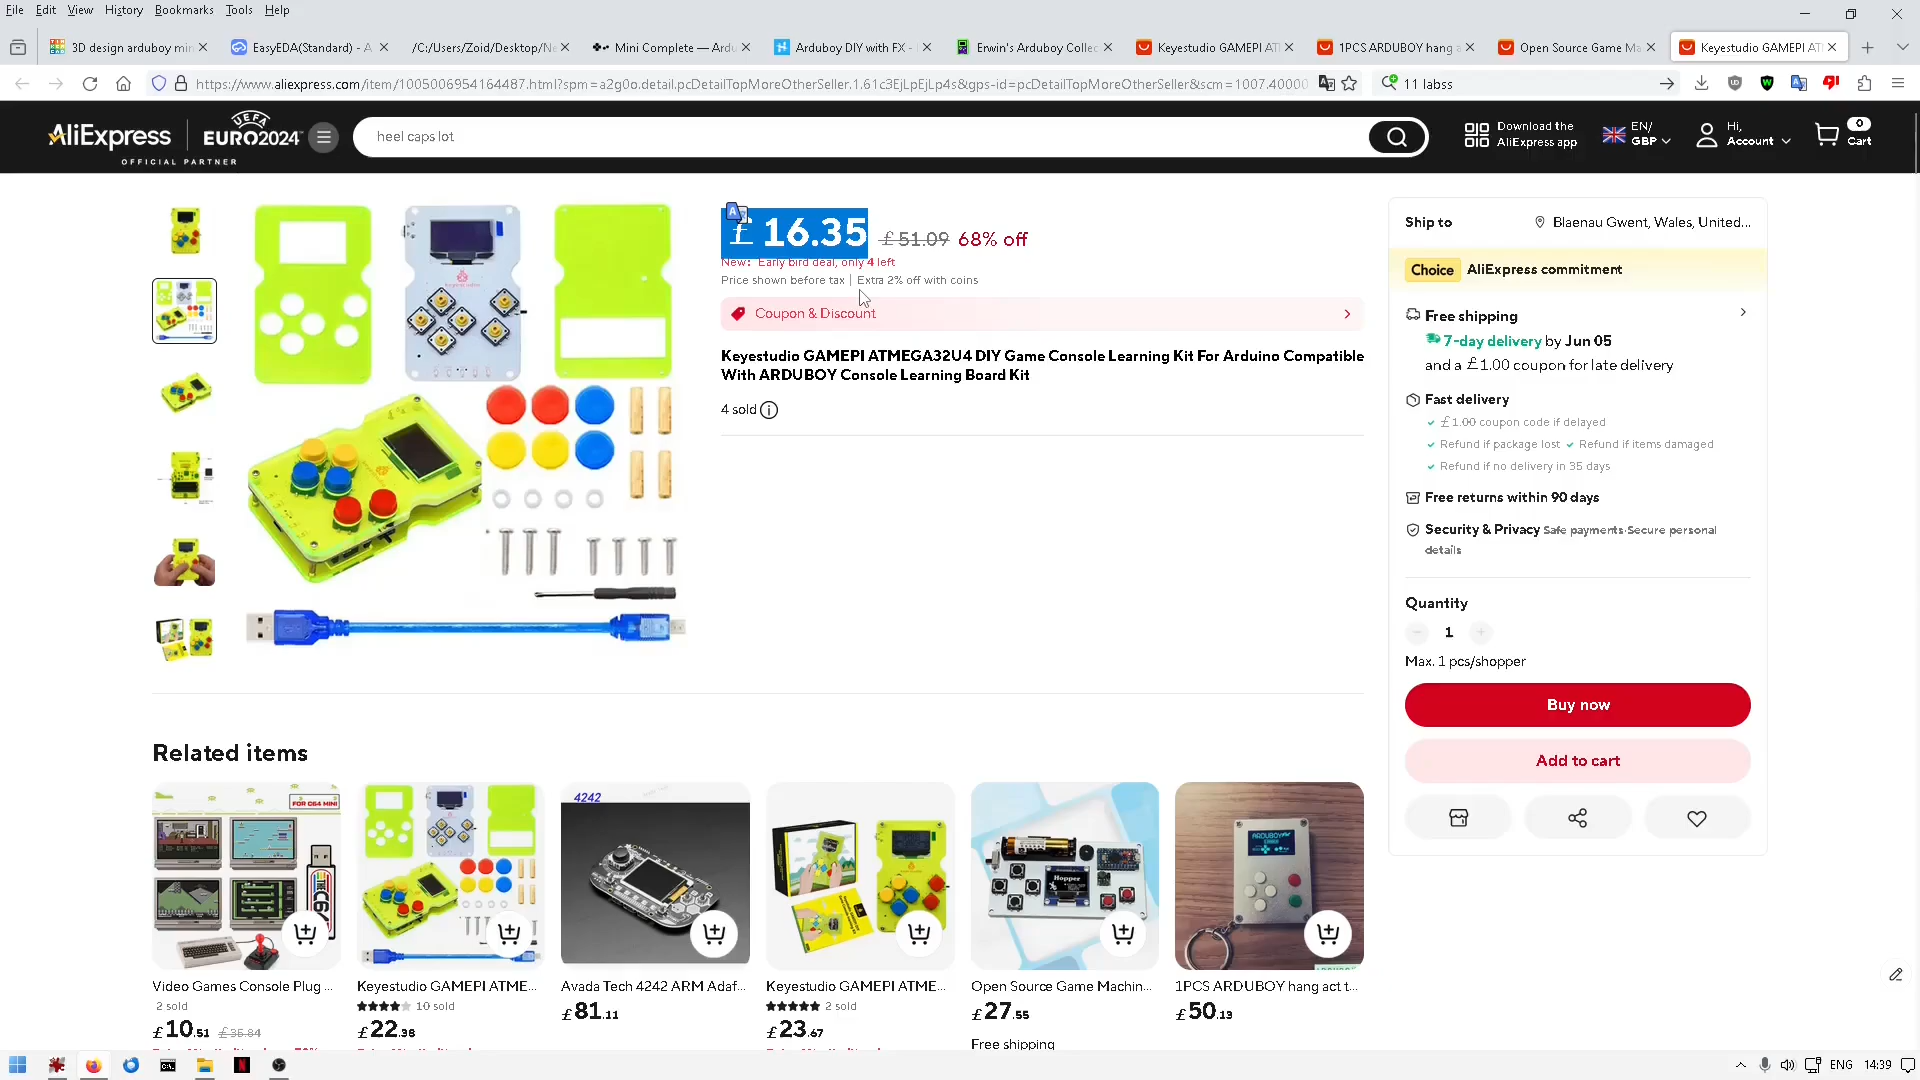 File Edit View History Bookmarks Tools Help
3D design arduboy min
EasyEDA(Standard) - A
/C:/Users/Zoid/Desktop/Ne
Mini Complete — Ardu
Arduboy DIY with FX -
Erwin's Arduboy Collec
Keyestudio GAMEPI AT
1PCS ARDUBOY hang a
Open Source Game Ma
Keyestudio GAMEPI AT
https://www.aliexpress.com/item/1005006954164487.html?spm=a2g0o.detail.pcDetailTopMoreOtherSeller.1.61c3EjLpEjLp4s&gps-id=pcDetailTopMoreOtherSeller&scm=1007.40000
11 labss
AliExpress
UEFA
EURO2024
OFFICIAL PARTNER
heel caps lot
Download the
AliExpress app
EN/
GBP
Hi,
Account
0
Cart
£16.35 £51.09 68% off
New: Early bird deal, only 4 left
Price shown before tax | Extra 2% off with coins
Coupon & Discount
Keyestudio GAMEPI ATMEGA32U4 DIY Game Console Learning Kit For Arduino Compatible
With ARDUBOY Console Learning Board Kit
4 sold
Ship to Blaenau Gwent, Wales, United...
Choice AliExpress commitment
Free shipping
7-day delivery by Jun 05
and a £1.00 coupon for late delivery
Fast delivery
£1.00 coupon code if delayed
Refund if package lost Refund if items damaged
Refund if no delivery in 35 days
Free returns within 90 days
Security & Privacy Safe payments·Secure personal
details
Quantity
1
Max. 1 pcs/shopper
Buy now
Add to cart
Related items
FOR C64 MINI
THEC64
4242
Hopper
ARDUBOY
Video Games Console Plug ...
2 sold
£10.51 £35.84
Keyestudio GAMEPI ATME...
10 sold
£22.38
Avada Tech 4242 ARM Adaf...
£81.11
Keyestudio GAMEPI ATME...
2 sold
£23.67
Open Source Game Machin...
£27.55
Free shipping
1PCS ARDUBOY hang act t...
£50.13
ENG 14:39